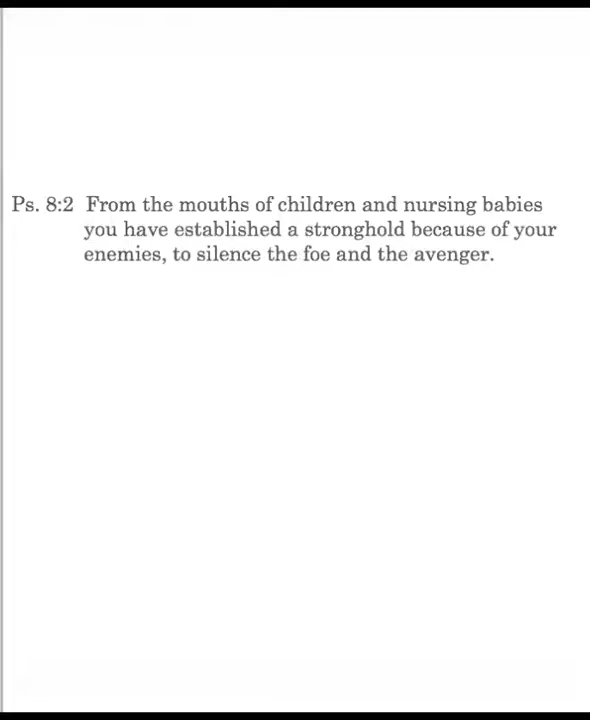 Ps. 8:2 From the mouths of children and nursing babies
you have established a stronghold because of your
enemies, to silence the foe and the avenger.